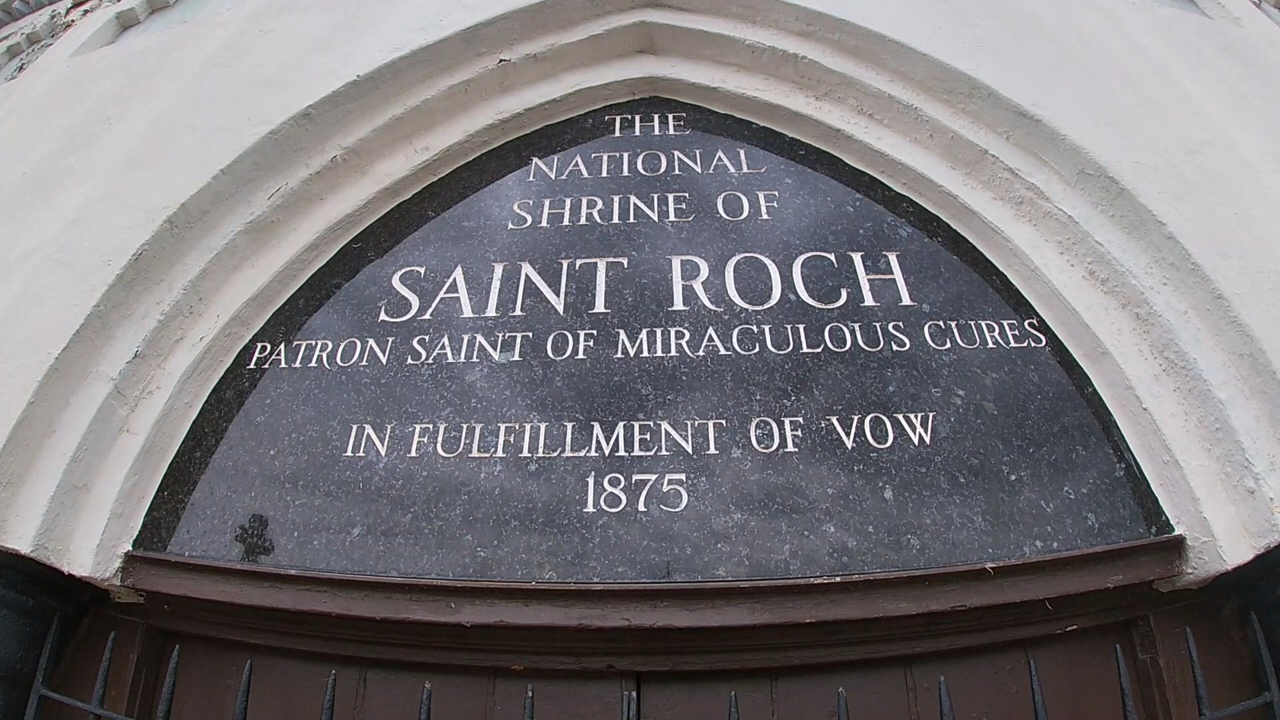 THE
NATIONAL
SHRINE OF
SAINT ROCH
PATRON SAINT OF MIRACULOUS CURES
IN FULFILLMENT OF VOW
1875